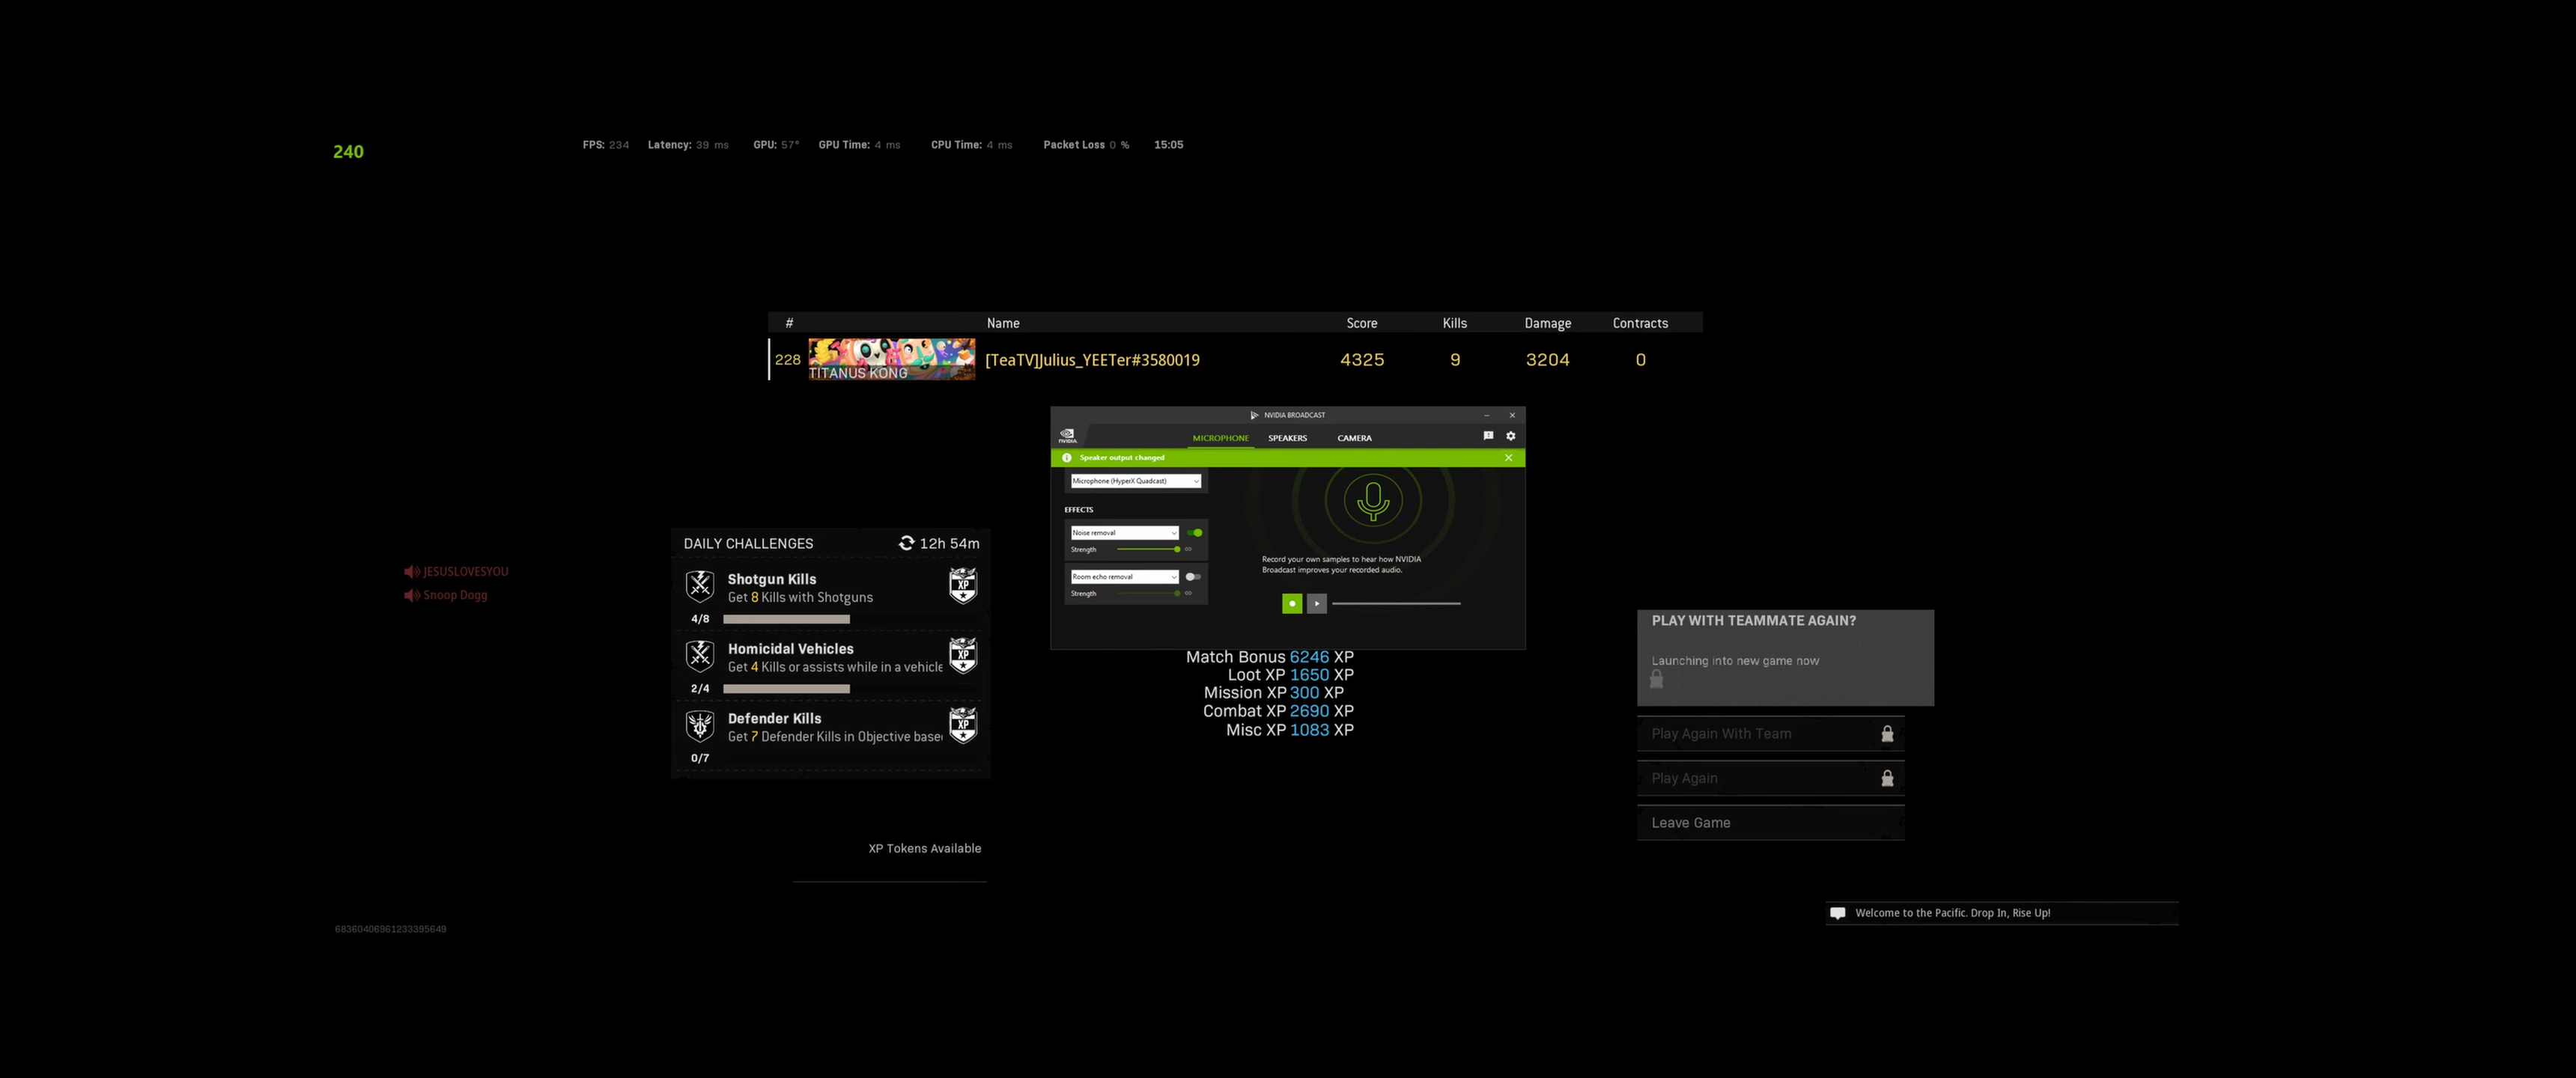 240
FPS: 234 Latency: 39 ms GPU: 57° GPU Time: 4 ms CPU Time: 4 ms Packet Loss 0 % 15:05
# Name Score Kills Damage Contracts
228 TITANUS KONG [TeaTV]Julius_YEETer#3580019 4325 9 3204 0
NVIDIA BROADCAST
NVIDIA MICROPHONE SPEAKERS CAMERA
Speaker output changed
Microphone (HyperX Quadcast)
EFFECTS
Noise removal
Strength
Room echo removal
Strength
Record your own samples to hear how NVIDIA
Broadcast improves your recorded audio.
JESUSLOVESYOU
Snoop Dogg
DAILY CHALLENGES 12h 54m
Shotgun Kills
Get 8 Kills with Shotguns
XP
4/8
Homicidal Vehicles
Get 4 Kills or assists while in a vehicle
XP
2/4
Defender Kills
Get 7 Defender Kills in Objective base
XP
0/7
Match Bonus 6246 XP
Loot XP 1650 XP
Mission XP 300 XP
Combat XP 2690 XP
Misc XP 1083 XP
PLAY WITH TEAMMATE AGAIN?
Launching into new game now
Play Again With Team
Play Again
Leave Game
XP Tokens Available
Welcome to the Pacific. Drop In, Rise Up!
68360406961233395649